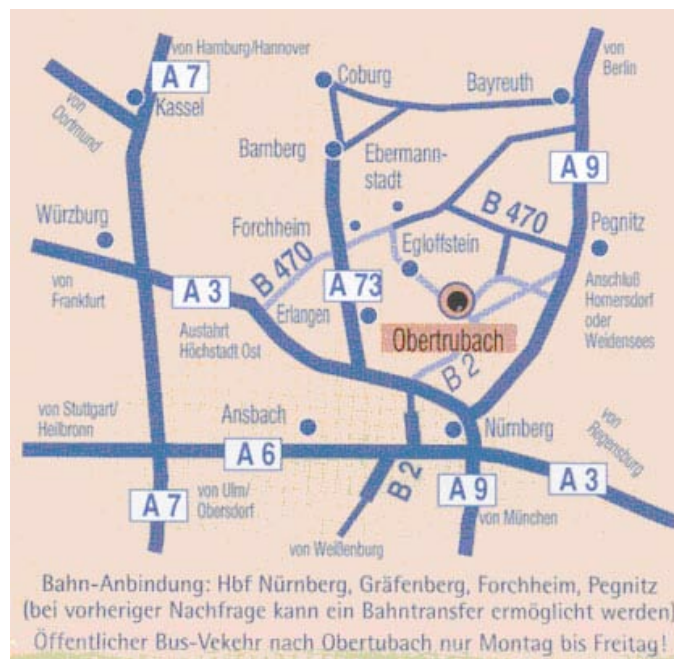 von Hamburg/Hannover
A 7
Kassel
von
Dortmund
Coburg
Bayreuth
von
Berlin
Bamberg
Ebermann-
stadt
A 9
Würzburg
Forchheim
B 470
Pegnitz
Egloffstein
B 470
von
Frankfurt
A 3
A 73
Anschluß
Homersdorf
oder
Weidensees
Ausfahrt
Höchstadt Ost
Erlangen
Obertrubach
B 2
von Stuttgart/
Heilbronn
Ansbach
Nürnberg
von
Regensburg
A 6
B 2
A 3
A 7
von Ulm/
Obersdorf
A 9
von München
von Weißenburg
Bahn-Anbindung: Hbf Nürnberg, Gräfenberg, Forchheim, Pegnitz
(bei vorheriger Nachfrage kann ein Bahntransfer ermöglicht werden)
Öffentlicher Bus-Vekehr nach Obertubach nur Montag bis Freitag!